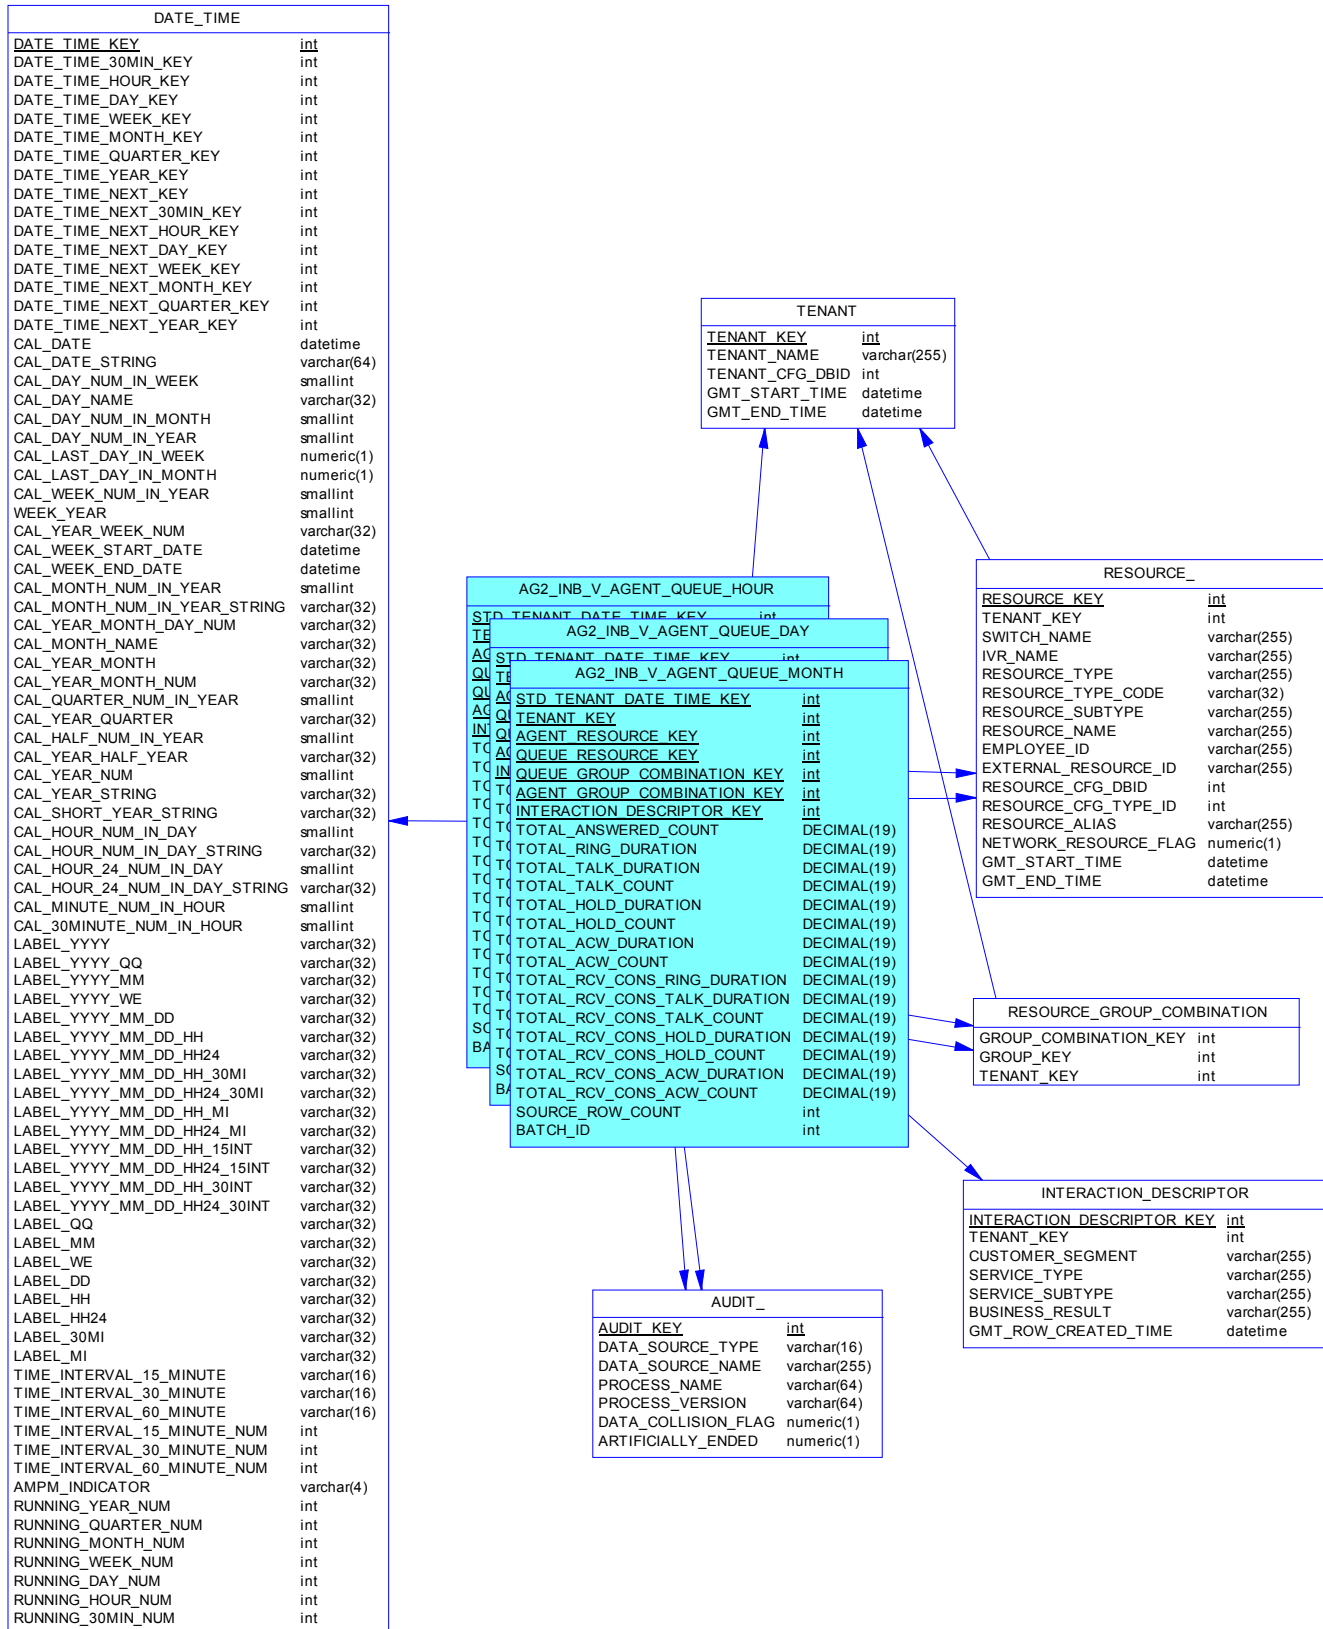 DATE_TIME
DATE_TIME_KEY int
DATE_TIME_30MIN_KEY int
DATE_TIME_HOUR_KEY int
DATE_TIME_DAY_KEY int
DATE_TIME_WEEK_KEY int
DATE_TIME_MONTH_KEY int
DATE_TIME_QUARTER_KEY int
DATE_TIME_YEAR_KEY int
DATE_TIME_NEXT_KEY int
DATE_TIME_NEXT_30MIN_KEY int
DATE_TIME_NEXT_HOUR_KEY int
DATE_TIME_NEXT_DAY_KEY int
DATE_TIME_NEXT_WEEK_KEY int
DATE_TIME_NEXT_MONTH_KEY int
DATE_TIME_NEXT_QUARTER_KEY int
DATE_TIME_NEXT_YEAR_KEY int
CAL_DATE datetime
CAL_DATE_STRING varchar(64)
CAL_DAY_NUM_IN_WEEK smallint
CAL_DAY_NAME varchar(32)
CAL_DAY_NUM_IN_MONTH smallint
CAL_DAY_NUM_IN_YEAR smallint
CAL_LAST_DAY_IN_WEEK numeric(1)
CAL_LAST_DAY_IN_MONTH numeric(1)
CAL_WEEK_NUM_IN_YEAR smallint
WEEK_YEAR smallint
CAL_YEAR_WEEK_NUM varchar(32)
CAL_WEEK_START_DATE datetime
CAL_WEEK_END_DATE datetime
CAL_MONTH_NUM_IN_YEAR smallint
CAL_MONTH_NUM_IN_YEAR_STRING varchar(32)
CAL_YEAR_MONTH_DAY_NUM varchar(32)
CAL_MONTH_NAME varchar(32)
CAL_YEAR_MONTH varchar(32)
CAL_YEAR_MONTH_NUM varchar(32)
CAL_QUARTER_NUM_IN_YEAR smallint
CAL_YEAR_QUARTER varchar(32)
CAL_HALF_NUM_IN_YEAR smallint
CAL_YEAR_HALF_YEAR varchar(32)
CAL_YEAR_NUM smallint
CAL_YEAR_STRING varchar(32)
CAL_SHORT_YEAR_STRING varchar(32)
CAL_HOUR_NUM_IN_DAY smallint
CAL_HOUR_NUM_IN_DAY_STRING varchar(32)
CAL_HOUR_24_NUM_IN_DAY smallint
CAL_HOUR_24_NUM_IN_DAY_STRING varchar(32)
CAL_MINUTE_NUM_IN_HOUR smallint
CAL_30MINUTE_NUM_IN_HOUR smallint
LABEL_YYYY varchar(32)
LABEL_YYYY_QQ varchar(32)
LABEL_YYYY_MM varchar(32)
LABEL_YYYY_WE varchar(32)
LABEL_YYYY_MM_DD varchar(32)
LABEL_YYYY_MM_DD_HH varchar(32)
LABEL_YYYY_MM_DD_HH24 varchar(32)
LABEL_YYYY_MM_DD_HH_30MI varchar(32)
LABEL_YYYY_MM_DD_HH24_30MI varchar(32)
LABEL_YYYY_MM_DD_HH_MI varchar(32)
LABEL_YYYY_MM_DD_HH24_MI varchar(32)
LABEL_YYYY_MM_DD_HH_15INT varchar(32)
LABEL_YYYY_MM_DD_HH24_15INT varchar(32)
LABEL_YYYY_MM_DD_HH_30INT varchar(32)
LABEL_YYYY_MM_DD_HH24_30INT varchar(32)
LABEL_QQ varchar(32)
LABEL_MM varchar(32)
LABEL_WE varchar(32)
LABEL_DD varchar(32)
LABEL_HH varchar(32)
LABEL_HH24 varchar(32)
LABEL_30MI varchar(32)
LABEL_MI varchar(32)
TIME_INTERVAL_15_MINUTE varchar(16)
TIME_INTERVAL_30_MINUTE varchar(16)
TIME_INTERVAL_60_MINUTE varchar(16)
TIME_INTERVAL_15_MINUTE_NUM int
TIME_INTERVAL_30_MINUTE_NUM int
TIME_INTERVAL_60_MINUTE_NUM int
AMPM_INDICATOR varchar(4)
RUNNING_YEAR_NUM int
RUNNING_QUARTER_NUM int
RUNNING_MONTH_NUM int
RUNNING_WEEK_NUM int
RUNNING_DAY_NUM int
RUNNING_HOUR_NUM int
RUNNING_30MIN_NUM int
TENANT
TENANT_KEY int
TENANT_NAME varchar(255)
TENANT_CFG_DBID int
GMT_START_TIME datetime
GMT_END_TIME datetime
AG2_INB_V_AGENT_QUEUE_HOUR
STD_TENANT_DATE_TIME_KEY int
AG2_INB_V_AGENT_QUEUE_DAY
STD_TENANT_DATE_TIME_KEY int
AG2_INB_V_AGENT_QUEUE_MONTH
STD_TENANT_DATE_TIME_KEY int
TENANT_KEY int
AGENT_RESOURCE_KEY int
QUEUE_RESOURCE_KEY int
QUEUE_GROUP_COMBINATION_KEY int
AGENT_GROUP_COMBINATION_KEY int
INTERACTION_DESCRIPTOR_KEY int
TOTAL_ANSWERED_COUNT DECIMAL(19)
TOTAL_RING_DURATION DECIMAL(19)
TOTAL_TALK_DURATION DECIMAL(19)
TOTAL_TALK_COUNT DECIMAL(19)
TOTAL_HOLD_DURATION DECIMAL(19)
TOTAL_HOLD_COUNT DECIMAL(19)
TOTAL_ACW_DURATION DECIMAL(19)
TOTAL_ACW_COUNT DECIMAL(19)
TOTAL_RCV_CONS_RING_DURATION DECIMAL(19)
TOTAL_RCV_CONS_TALK_DURATION DECIMAL(19)
TOTAL_RCV_CONS_TALK_COUNT DECIMAL(19)
TOTAL_RCV_CONS_HOLD_DURATION DECIMAL(19)
TOTAL_RCV_CONS_HOLD_COUNT DECIMAL(19)
TOTAL_RCV_CONS_ACW_DURATION DECIMAL(19)
TOTAL_RCV_CONS_ACW_COUNT DECIMAL(19)
SOURCE_ROW_COUNT int
BATCH_ID int
RESOURCE_
RESOURCE_KEY int
TENANT_KEY int
SWITCH_NAME varchar(255)
IVR_NAME varchar(255)
RESOURCE_TYPE varchar(255)
RESOURCE_TYPE_CODE varchar(32)
RESOURCE_SUBTYPE varchar(255)
RESOURCE_NAME varchar(255)
EMPLOYEE_ID varchar(255)
EXTERNAL_RESOURCE_ID varchar(255)
RESOURCE_CFG_DBID int
RESOURCE_CFG_TYPE_ID int
RESOURCE_ALIAS varchar(255)
NETWORK_RESOURCE_FLAG numeric(1)
GMT_START_TIME datetime
GMT_END_TIME datetime
RESOURCE_GROUP_COMBINATION
GROUP_COMBINATION_KEY int
GROUP_KEY int
TENANT_KEY int
INTERACTION_DESCRIPTOR
INTERACTION_DESCRIPTOR_KEY int
TENANT_KEY int
CUSTOMER_SEGMENT varchar(255)
SERVICE_TYPE varchar(255)
SERVICE_SUBTYPE varchar(255)
BUSINESS_RESULT varchar(255)
GMT_ROW_CREATED_TIME datetime
AUDIT_
AUDIT_KEY int
DATA_SOURCE_TYPE varchar(16)
DATA_SOURCE_NAME varchar(255)
PROCESS_NAME varchar(64)
PROCESS_VERSION varchar(64)
DATA_COLLISION_FLAG numeric(1)
ARTIFICIALLY_ENDED numeric(1)